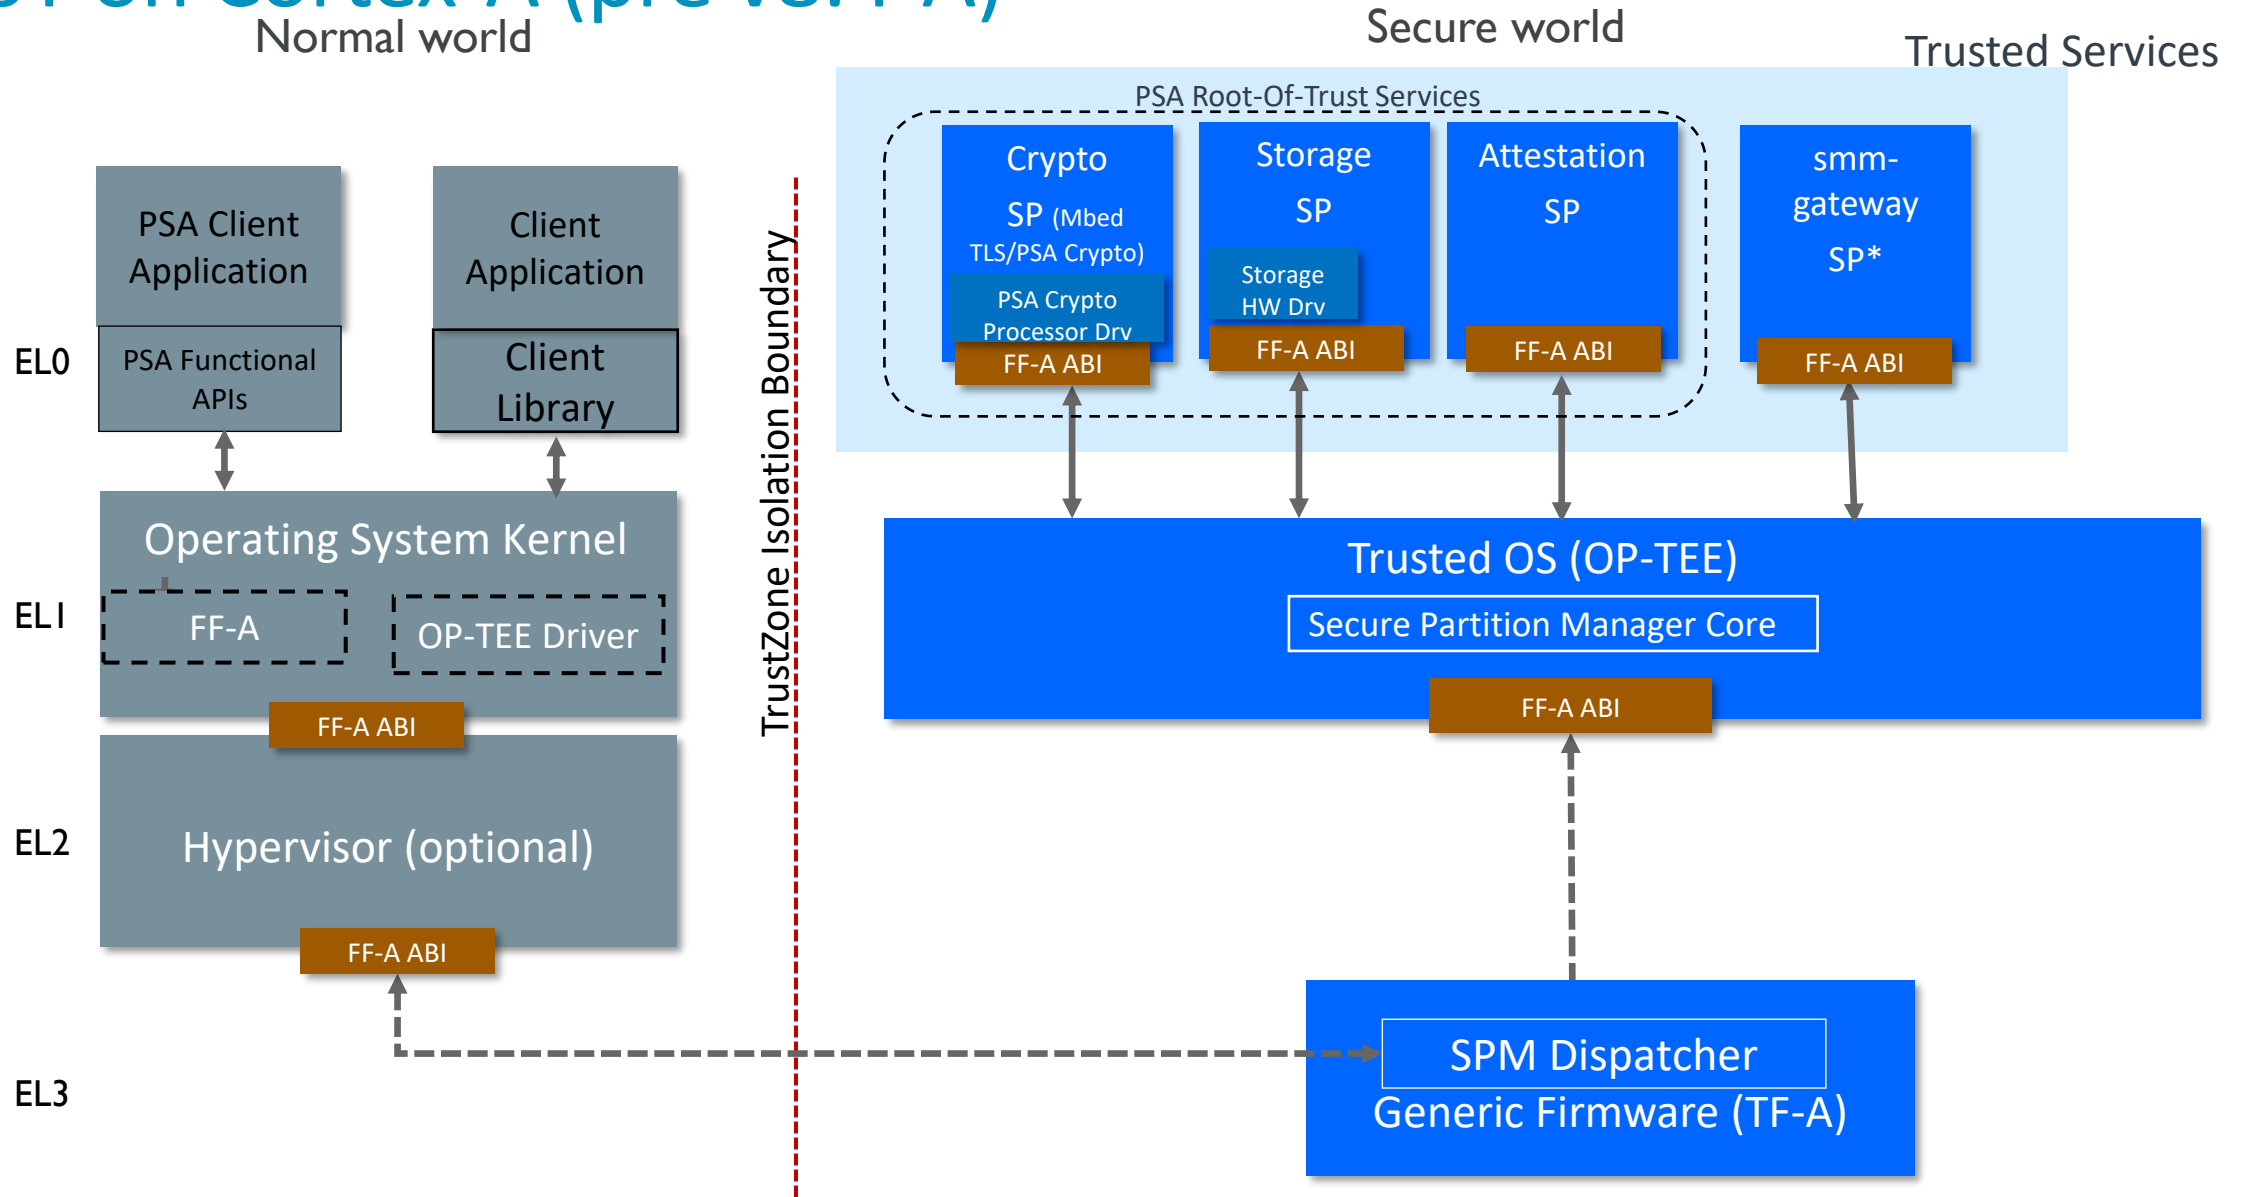 on Cortex-A (pre
Normal world
Secure world
Trusted Services
PSA Root-Of-Trust Services
PSA Client
Application
PSA Functional
APIs
Client
Application
Client
Library
EL0
TrustZone Isolation Boundary
Crypto
SP (Mbed
TLS/PSA Crypto)
PSA Crypto
Processor Drv
FF-A ABI
Storage
SP
Storage
HW Drv
FF-A ABI
Attestation
SP
FF-A ABI
smm-
gateway
SP*
FF-A ABI
Operating System Kernel
FF-A
OP-TEE Driver
EL1
FF-A ABI
Trusted OS (OP-TEE)
Secure Partition Manager Core
FF-A ABI
EL2
Hypervisor (optional)
FF-A ABI
EL3
SPM Dispatcher
Generic Firmware (TF-A)